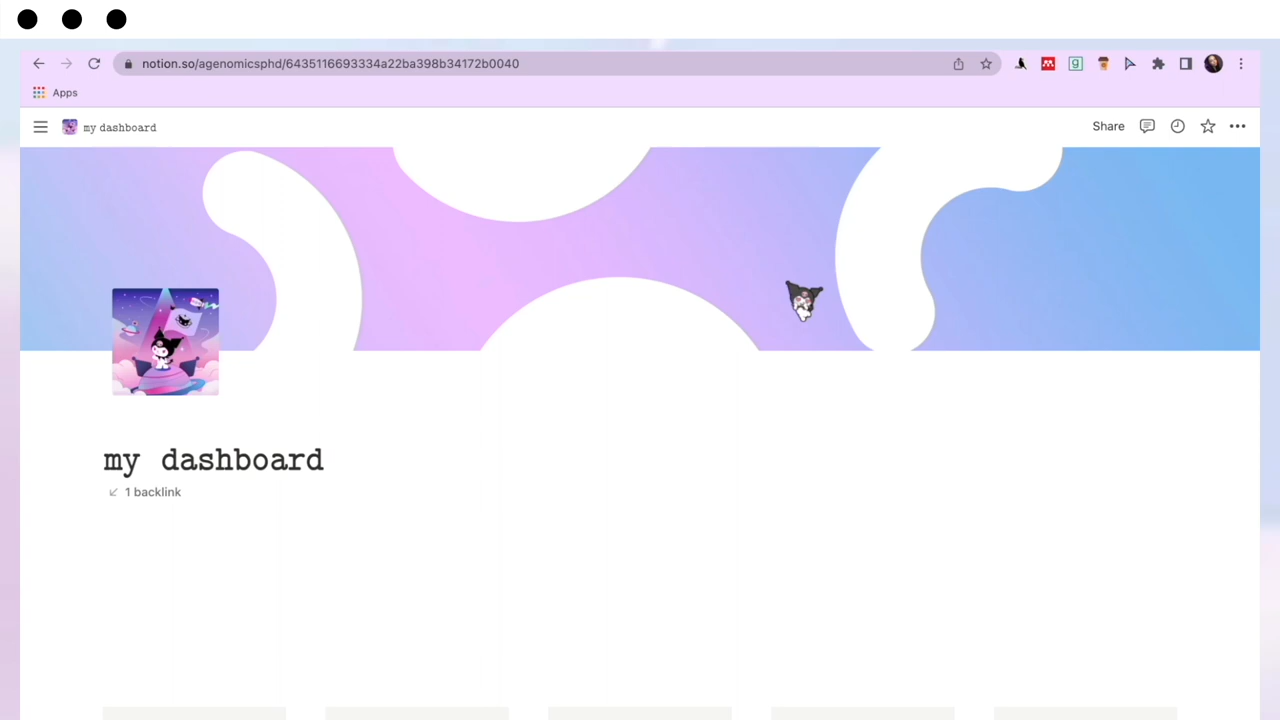 notion.so/agenomicsphd/6435116693334a22ba398b34172b0040
Apps
my dashboard
Share
my dashboard
1 backlink